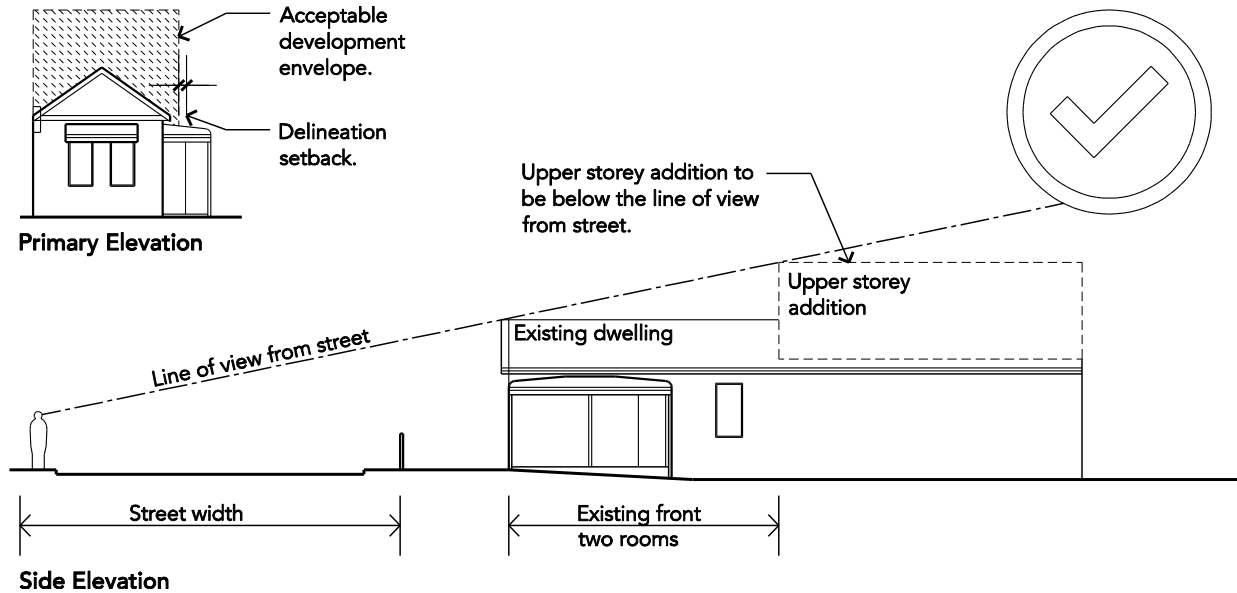 Acceptable
development
envelope.
Delineation
setback.
Primary Elevation
Upper storey addition to
be below the line of view
from street.
Upper storey
addition
Existing dwelling
Line of view from street
Street width
Existing front
two rooms
Side Elevation